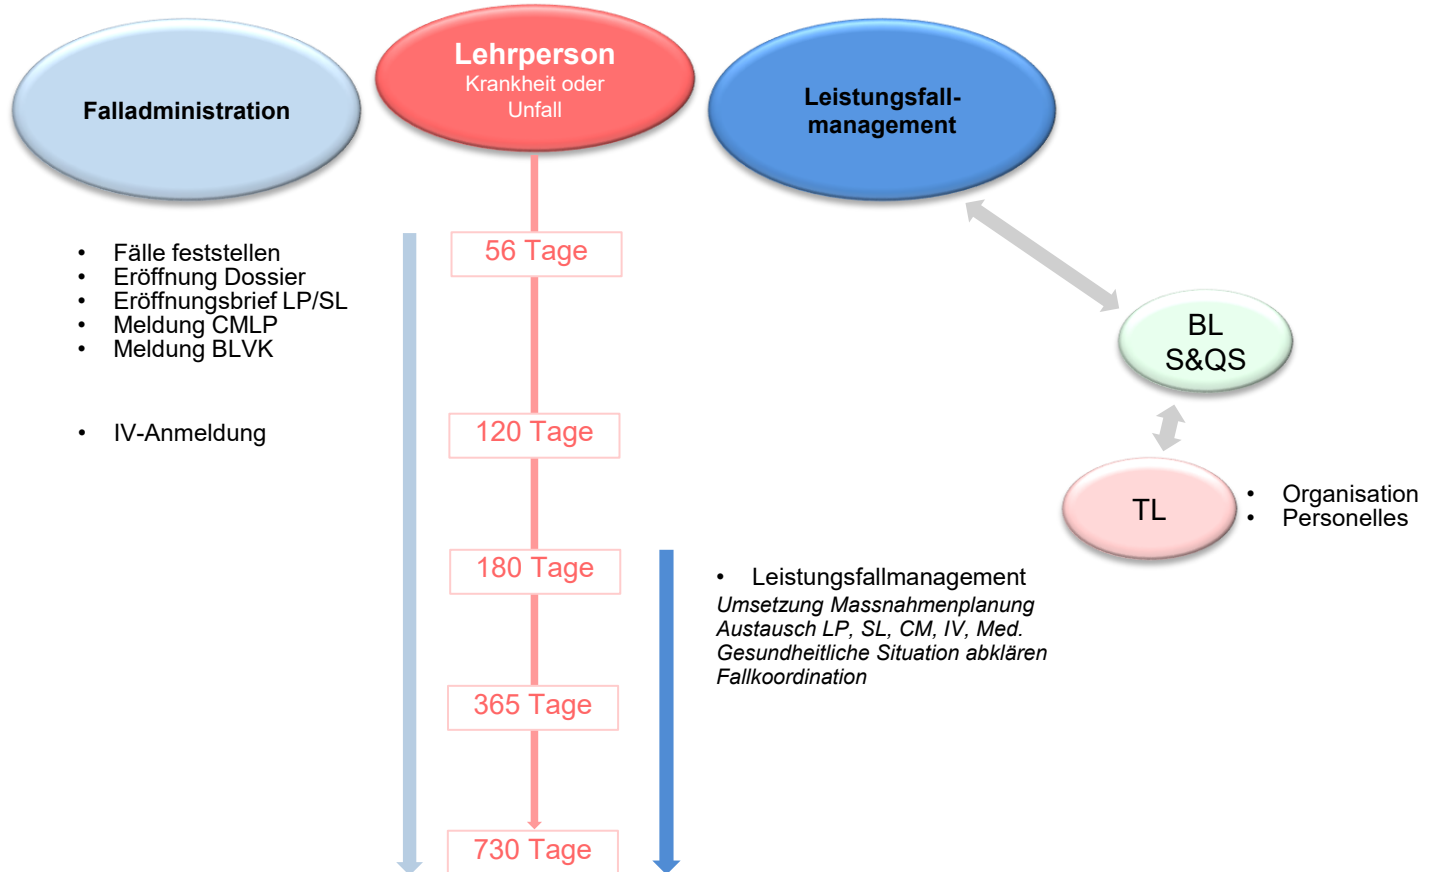 Falladministration
Lehrperson
Krankheit oder
Unfall
Leistungsfall-
management
• Fälle feststellen
• Eröffnung Dossier
• Eröffnungsbrief LP/SL
• Meldung CMLP
• Meldung BLVK
• IV-Anmeldung
56 Tage
120 Tage
180 Tage
365 Tage
730 Tage
BL
S&QS
TL
• Organisation
• Personelles
• Leistungsfallmanagement
Umsetzung Massnahmenplanung
Austausch LP, SL, CM, IV, Med.
Gesundheitliche Situation abklären
Fallkoordination